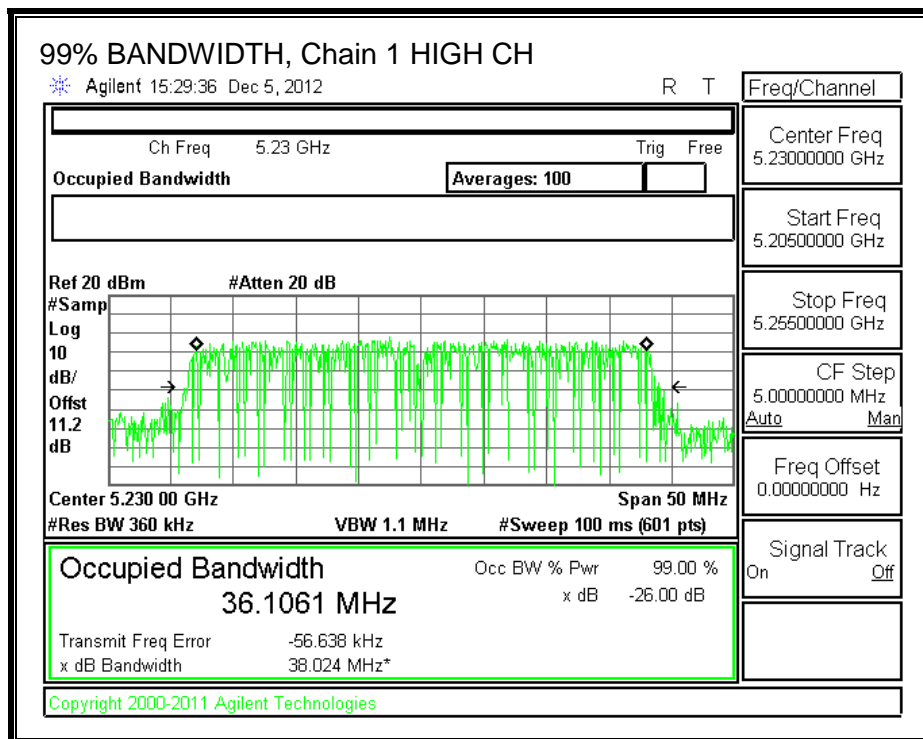 99% BANDWIDTH, Chain 1 HIGH CH
Agilent 15:29:36 Dec 5, 2012 R T
Ch Freq 5.23 GHz Trig Free
Occupied Bandwidth Averages: 100
Ref 20 dBm #Atten 20 dB
#Samp
Log
10
dB/
Offst
11.2
dB
Center 5.230 00 GHz Span 50 MHz
#Res BW 360 kHz VBW 1.1 MHz #Sweep 100 ms (601 pts)
Occupied Bandwidth Occ BW % Pwr 99.00 %
36.1061 MHz x dB -26.00 dB
Transmit Freq Error -56.638 kHz
x dB Bandwidth 38.024 MHz*
Copyright 2000-2011 Agilent Technologies
Freq/Channel
Center Freq
5.23000000 GHz
Start Freq
5.20500000 GHz
Stop Freq
5.25500000 GHz
CF Step
5.00000000 MHz
Auto Man
Freq Offset
0.00000000 Hz
Signal Track
On Off